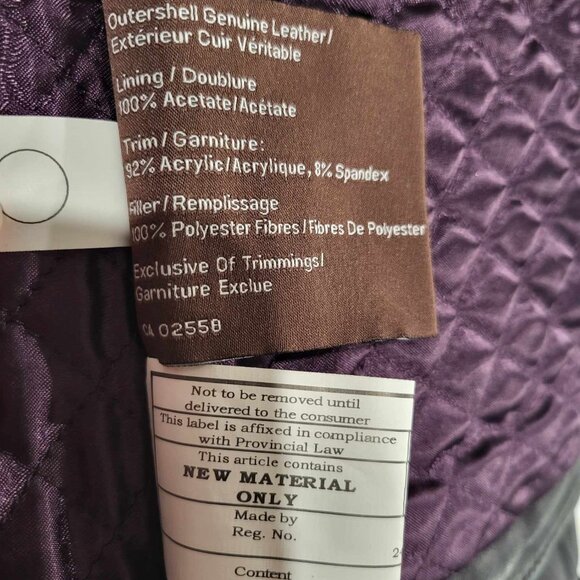 Outershell Genuine Leather/
Extérieur Cuir Véritable
Lining / Doublure
100% Acetate/Acétate
Trim / Garniture:
92% Acrylic/Acrylique, 8% Spandex
Filler/Remplissage
100% Polyester Fibres/Fibres De Polyester
Exclusive Of Trimmings/
Garniture Exclue
CA 02558
Not to be removed until
delivered to the consumer
This label is affixed in compliance
with Provincial Law
This article contains
NEW MATERIAL
ONLY
Made by
Reg. No.
Content